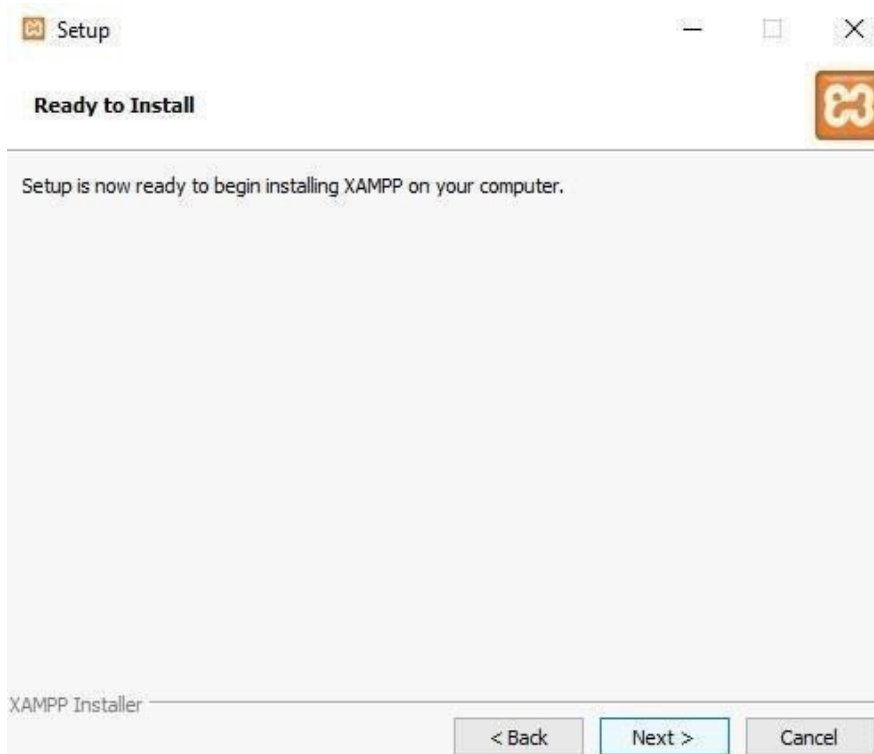 Setup
Ready to Install
Setup is now ready to begin installing XAMPP on your computer.
XAMPP Installer
< Back Next > Cancel